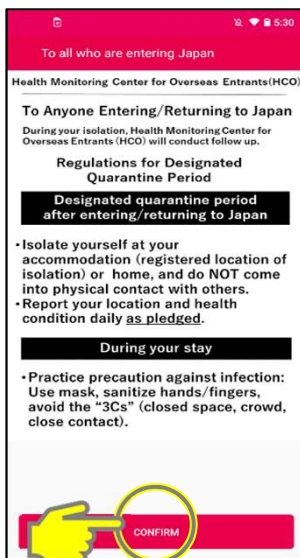 5:30
To all who are entering Japan
Health Monitoring Center for Overseas Entrants(HCO)
To Anyone Entering/Returning to Japan
During your isolation, Health Monitoring Center for
Overseas Entrants (HCO) will conduct follow up.
Regulations for Designated
Quarantine Period
Designated quarantine period
after entering/returning to Japan
・Isolate yourself at your
accommodation (registered location of
isolation) or home, and do NOT come
into physical contact with others.
・Report your location and health
condition daily as pledged.
During your stay
・Practice precaution against infection:
Use mask, sanitize hands/fingers,
avoid the “3Cs” (closed space, crowd,
close contact).
CONFIRM